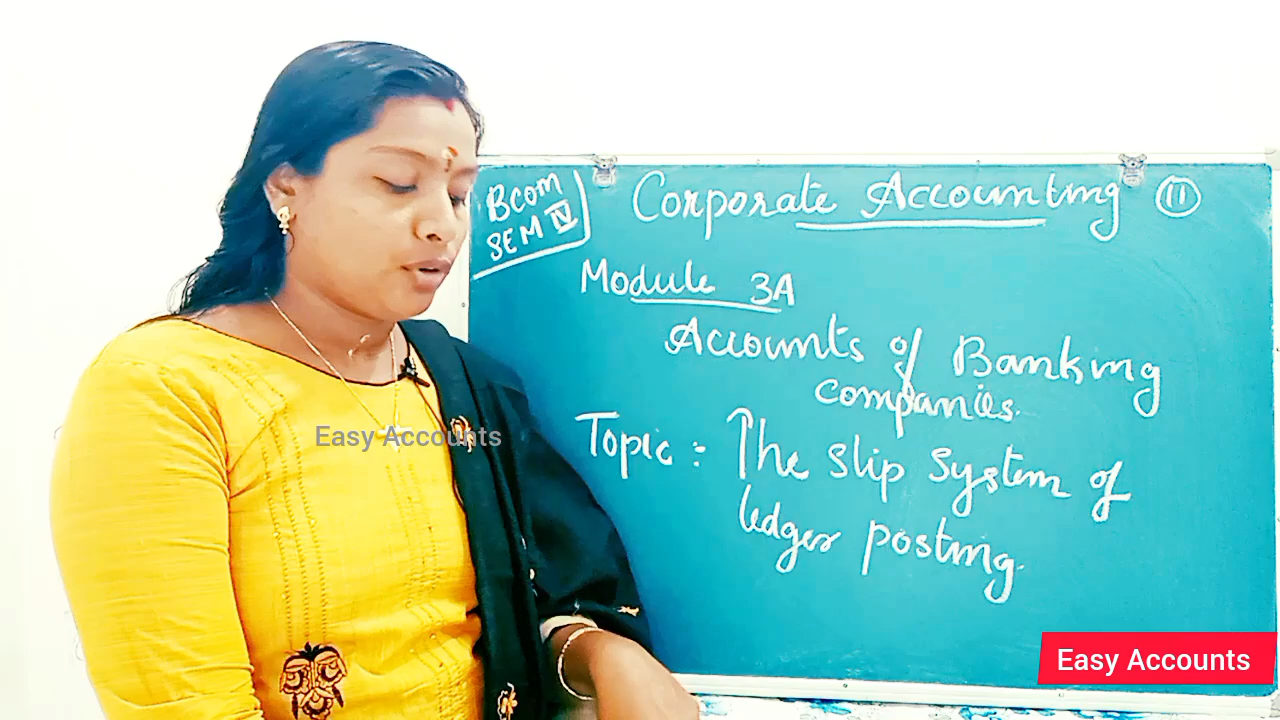 Bcom
SEM IV
Corporate Accounting 11
Module 3A
Accounts of Banking
companies.
Topic : The slip system of
ledger posting.
Easy Accounts
Easy Accounts